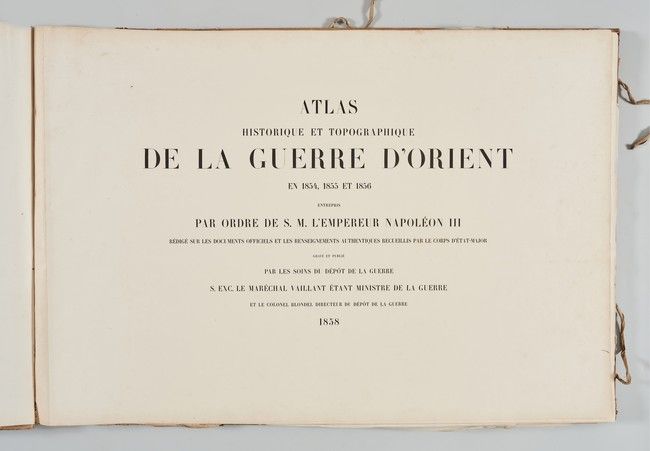 ATLAS
HISTORIQUE ET TOPOGRAPHIQUE
DE LA GUERRE D'ORIENT
EN 1854, 1855 ET 1856
ENTREPRIS
PAR ORDRE DE S. M. L'EMPEREUR NAPOLÉON III
RÉDIGÉ SUR LES DOCUMENTS OFFICIELS ET LES RENSEIGNEMENTS AUTHENTIQUES RECUEILLIS PAR LE CORPS D'ÉTAT-MAJOR
GRAVÉ ET PUBLIÉ
PAR LES SOINS DU DÉPÔT DE LA GUERRE
S. EXC. LE MARÉCHAL VAILLANT ÉTANT MINISTRE DE LA GUERRE
ET LE COLONEL BLONDEL DIRECTEUR DU DÉPÔT DE LA GUERRE
1858